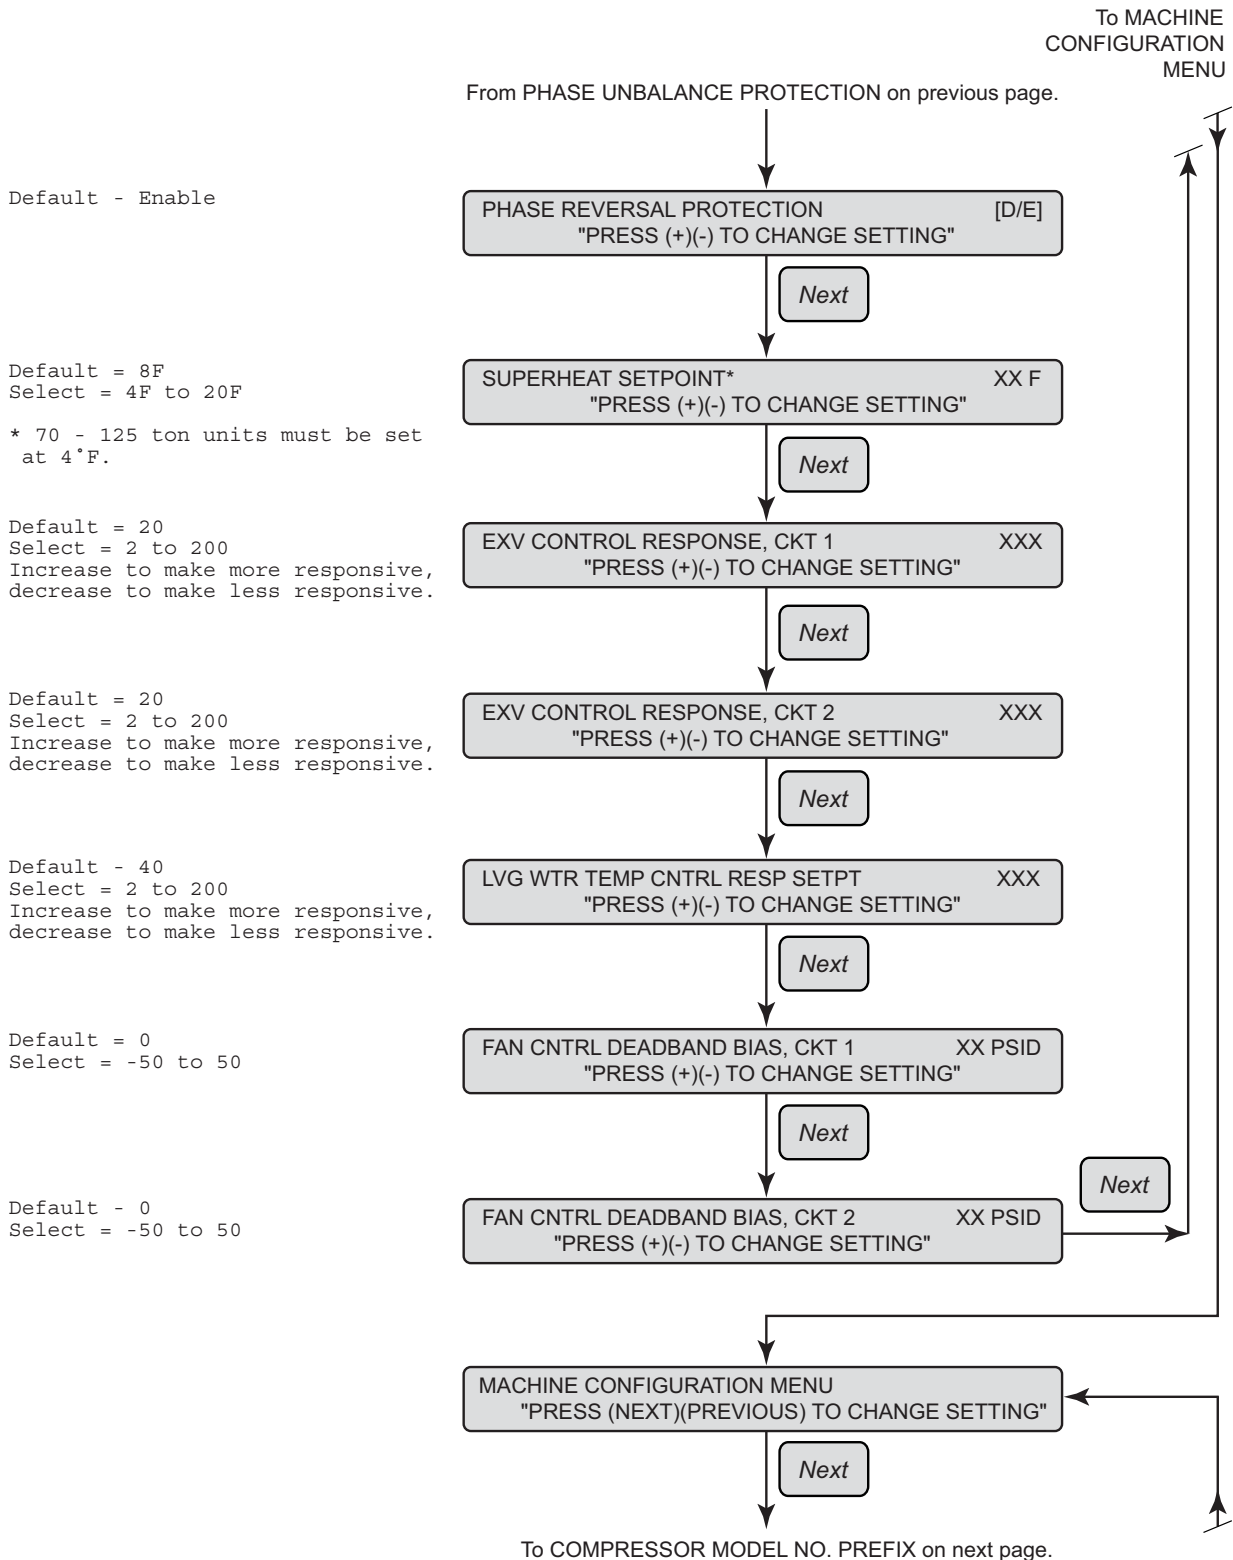 To MACHINE
CONFIGURATION
MENU
From PHASE UNBALANCE PROTECTION on previous page.
Default - Enable
PHASE REVERSAL PROTECTION [D/E]
"PRESS (+)(-) TO CHANGE SETTING"
Next
Default = 8F
Select = 4F to 20F
* 70 - 125 ton units must be set
at 4˚F.
SUPERHEAT SETPOINT* XX F
"PRESS (+)(-) TO CHANGE SETTING"
Next
Default = 20
Select = 2 to 200
Increase to make more responsive,
decrease to make less responsive.
EXV CONTROL RESPONSE, CKT 1 XXX
"PRESS (+)(-) TO CHANGE SETTING"
Next
Default = 20
Select = 2 to 200
Increase to make more responsive,
decrease to make less responsive.
EXV CONTROL RESPONSE, CKT 2 XXX
"PRESS (+)(-) TO CHANGE SETTING"
Next
Default - 40
Select = 2 to 200
Increase to make more responsive,
decrease to make less responsive.
LVG WTR TEMP CNTRL RESP SETPT XXX
"PRESS (+)(-) TO CHANGE SETTING"
Next
Default = 0
Select = -50 to 50
FAN CNTRL DEADBAND BIAS, CKT 1 XX PSID
"PRESS (+)(-) TO CHANGE SETTING"
Next
Default - 0
Select = -50 to 50
FAN CNTRL DEADBAND BIAS, CKT 2 XX PSID
"PRESS (+)(-) TO CHANGE SETTING"
Next
MACHINE CONFIGURATION MENU
"PRESS (NEXT)(PREVIOUS) TO CHANGE SETTING"
Next
To COMPRESSOR MODEL NO. PREFIX on next page.